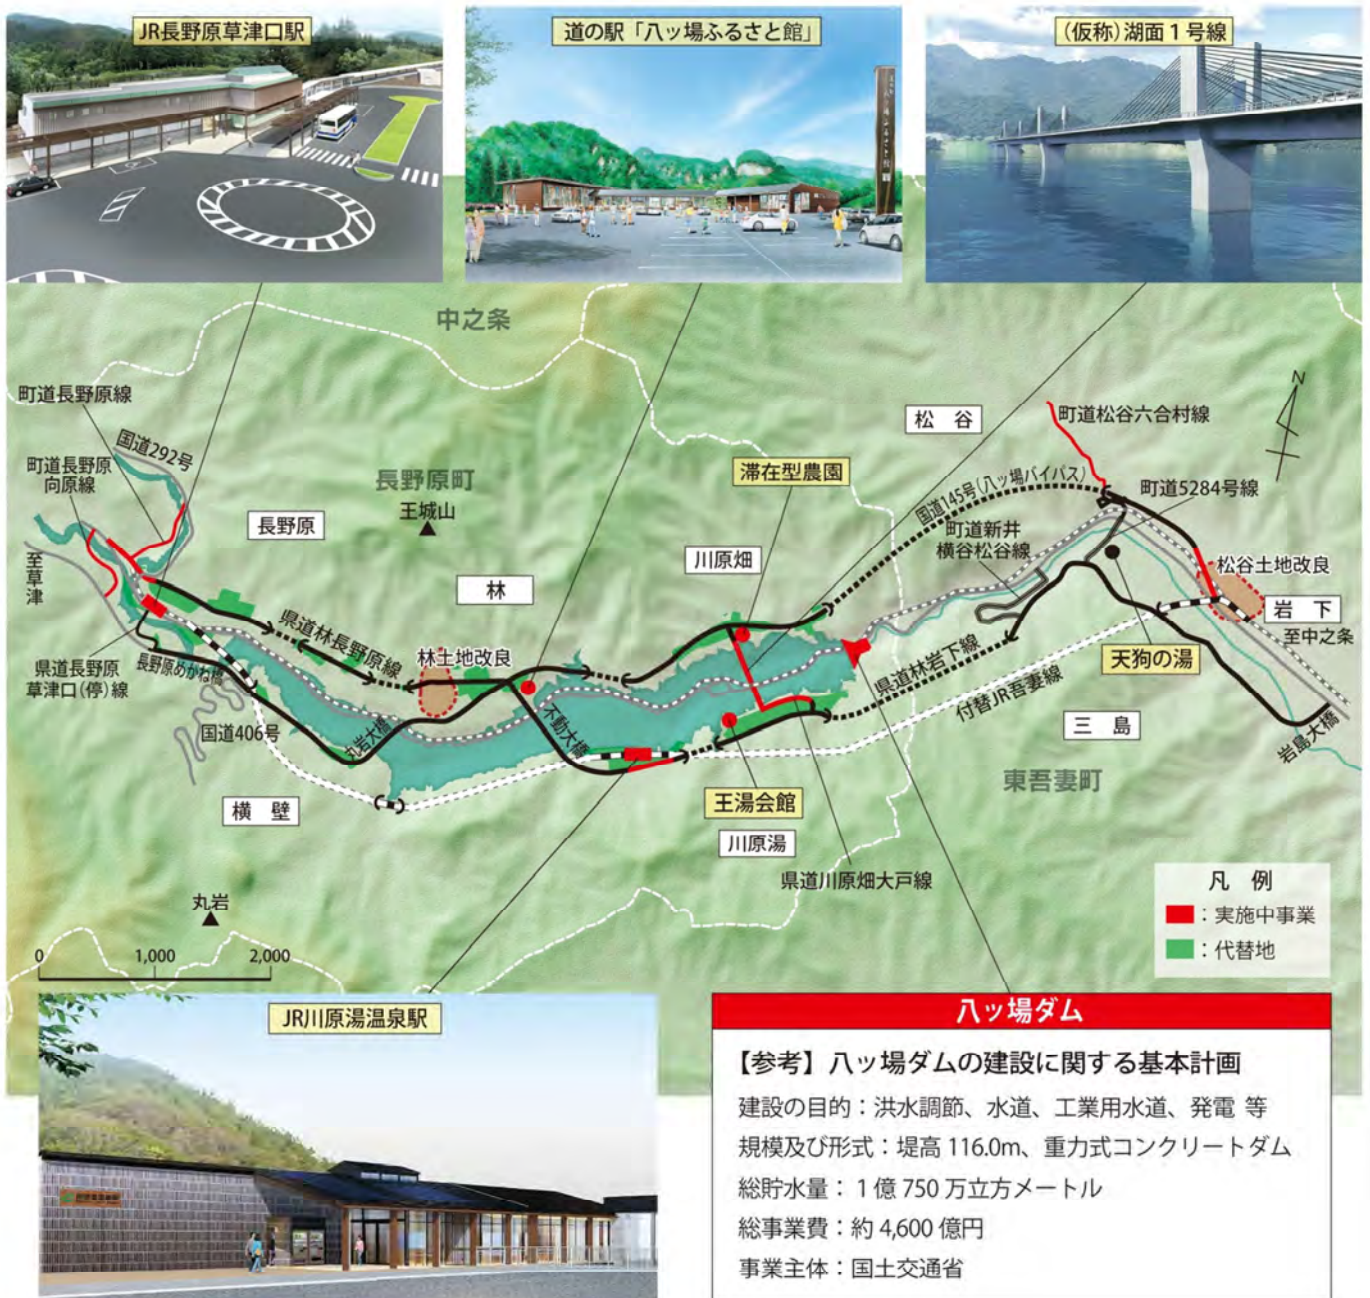 JR長野原草津口駅
道の駅「八ッ場ふるさと館」
(仮称)湖面1号線
八ッ場ふるさと館
中之条
N
町道長野原線
国道292号
町道長野原
向原線
長野原町
王城山
長野原
至草津
林
松 谷
町道松谷六合村線
滞在型農園
国道145号(八ッ場バイパス)
町道5284号線
町道新井
横谷松谷線
川原畑
松谷土地改良
岩 下
至中之条
県道林長野原線
林土地改良
県道長野原
草津口(停)線
長野原めがね橋
国道406号
丸岩大橋
不動大橋
県道林岩下線
天狗の湯
付替JR吾妻線
三 島
岩島大橋
東吾妻町
横 壁
王湯会館
川原湯
県道川原畑大戸線
丸岩
0 1,000 2,000
凡 例
:実施中事業
:代替地
JR川原湯温泉駅
八ッ場ダム
【参考】八ッ場ダムの建設に関する基本計画
建設の目的:洪水調節、水道、工業用水道、発電 等
規模及び形式:堤高 116.0m、重力式コンクリートダム
総貯水量:1億 750 万立方メートル
総事業費:約 4,600 億円
事業主体:国土交通省